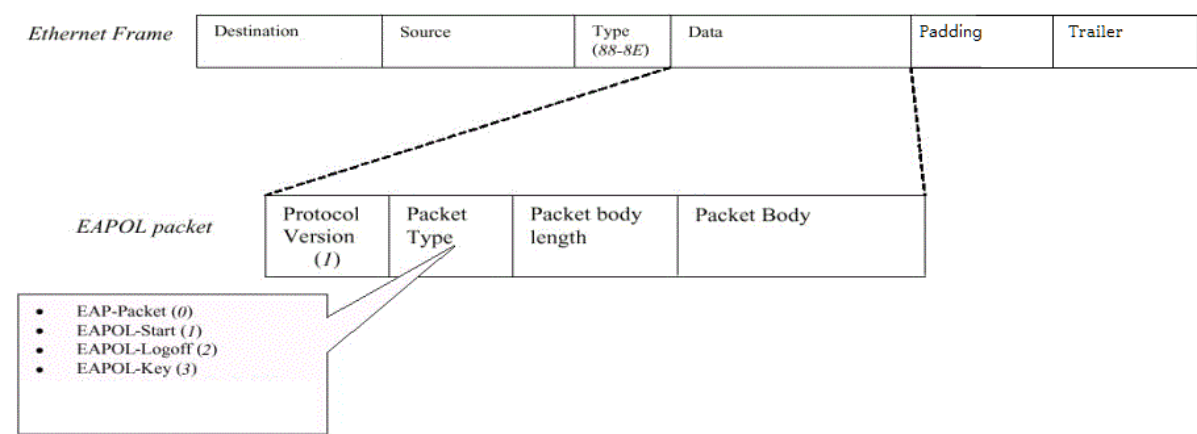 Ethernet Frame
Destination
Source
Type
(88-8E)
Data
Padding
Trailer
EAPOL packet
Protocol
Version
(1)
Packet
Type
Packet body
length
Packet Body
• EAP-Packet (0)
• EAPOL-Start (1)
• EAPOL-Logoff (2)
• EAPOL-Key (3)